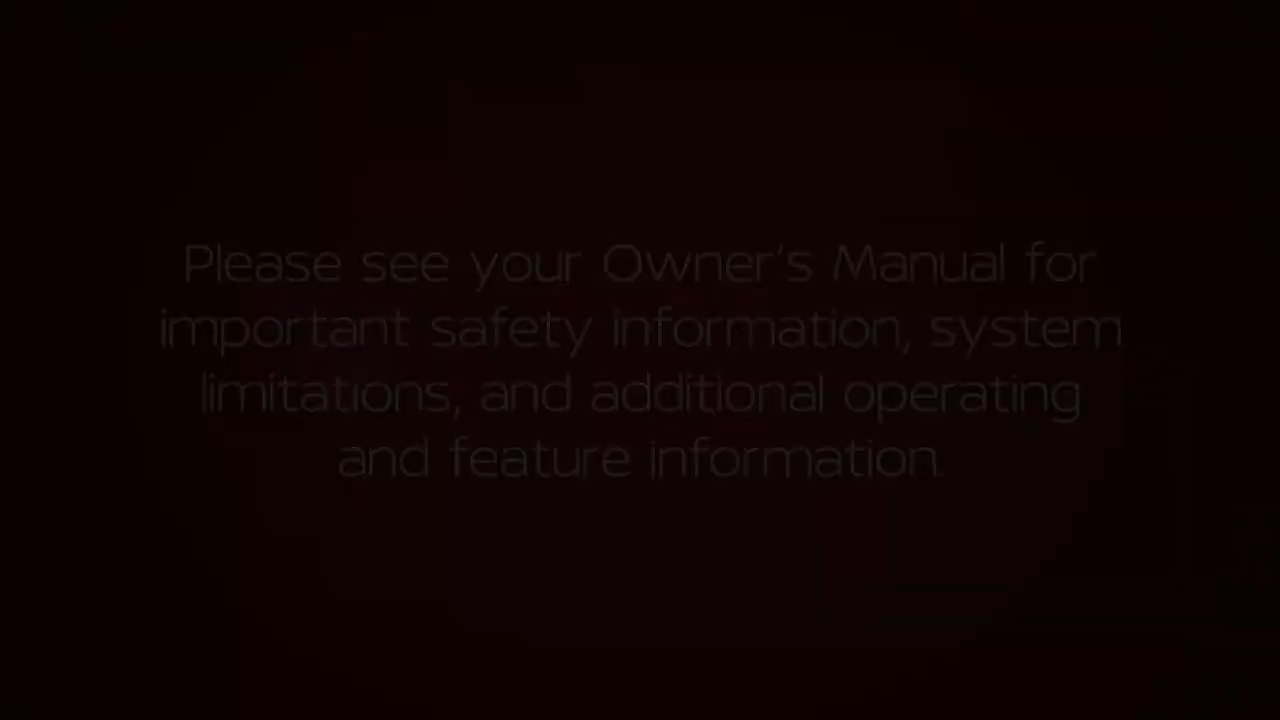 Please see your Owner's Manual for
important safety information, system
limitations, and additional operating
and feature information.